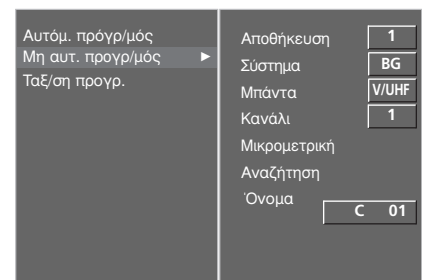 Αυτόμ. πρόγρ/μός
Μη αυτ. προγρ/μός ►
Ταξ/ση προγρ.
Αποθήκευση 1
Σύστημα BG
Μπάντα V/UHF
Κανάλι 1
Μικρομετρική
Αναζήτηση
Όνομα
C 01